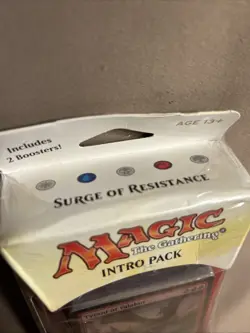 Includes
2 Boosters!
AGE 13+
SURGE OF RESISTANCE
MAGIC
The Gathering®
INTRO PACK